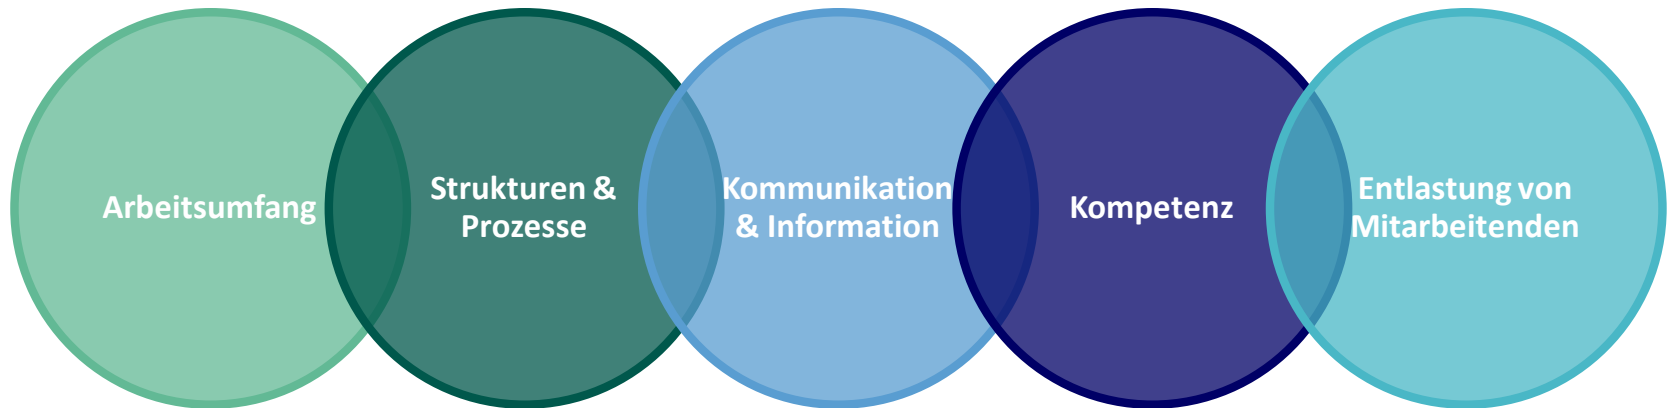 Arbeitsumfang
Strukturen &
Prozesse
Kommunikation
& Information
Kompetenz
Entlastung von
Mitarbeitenden